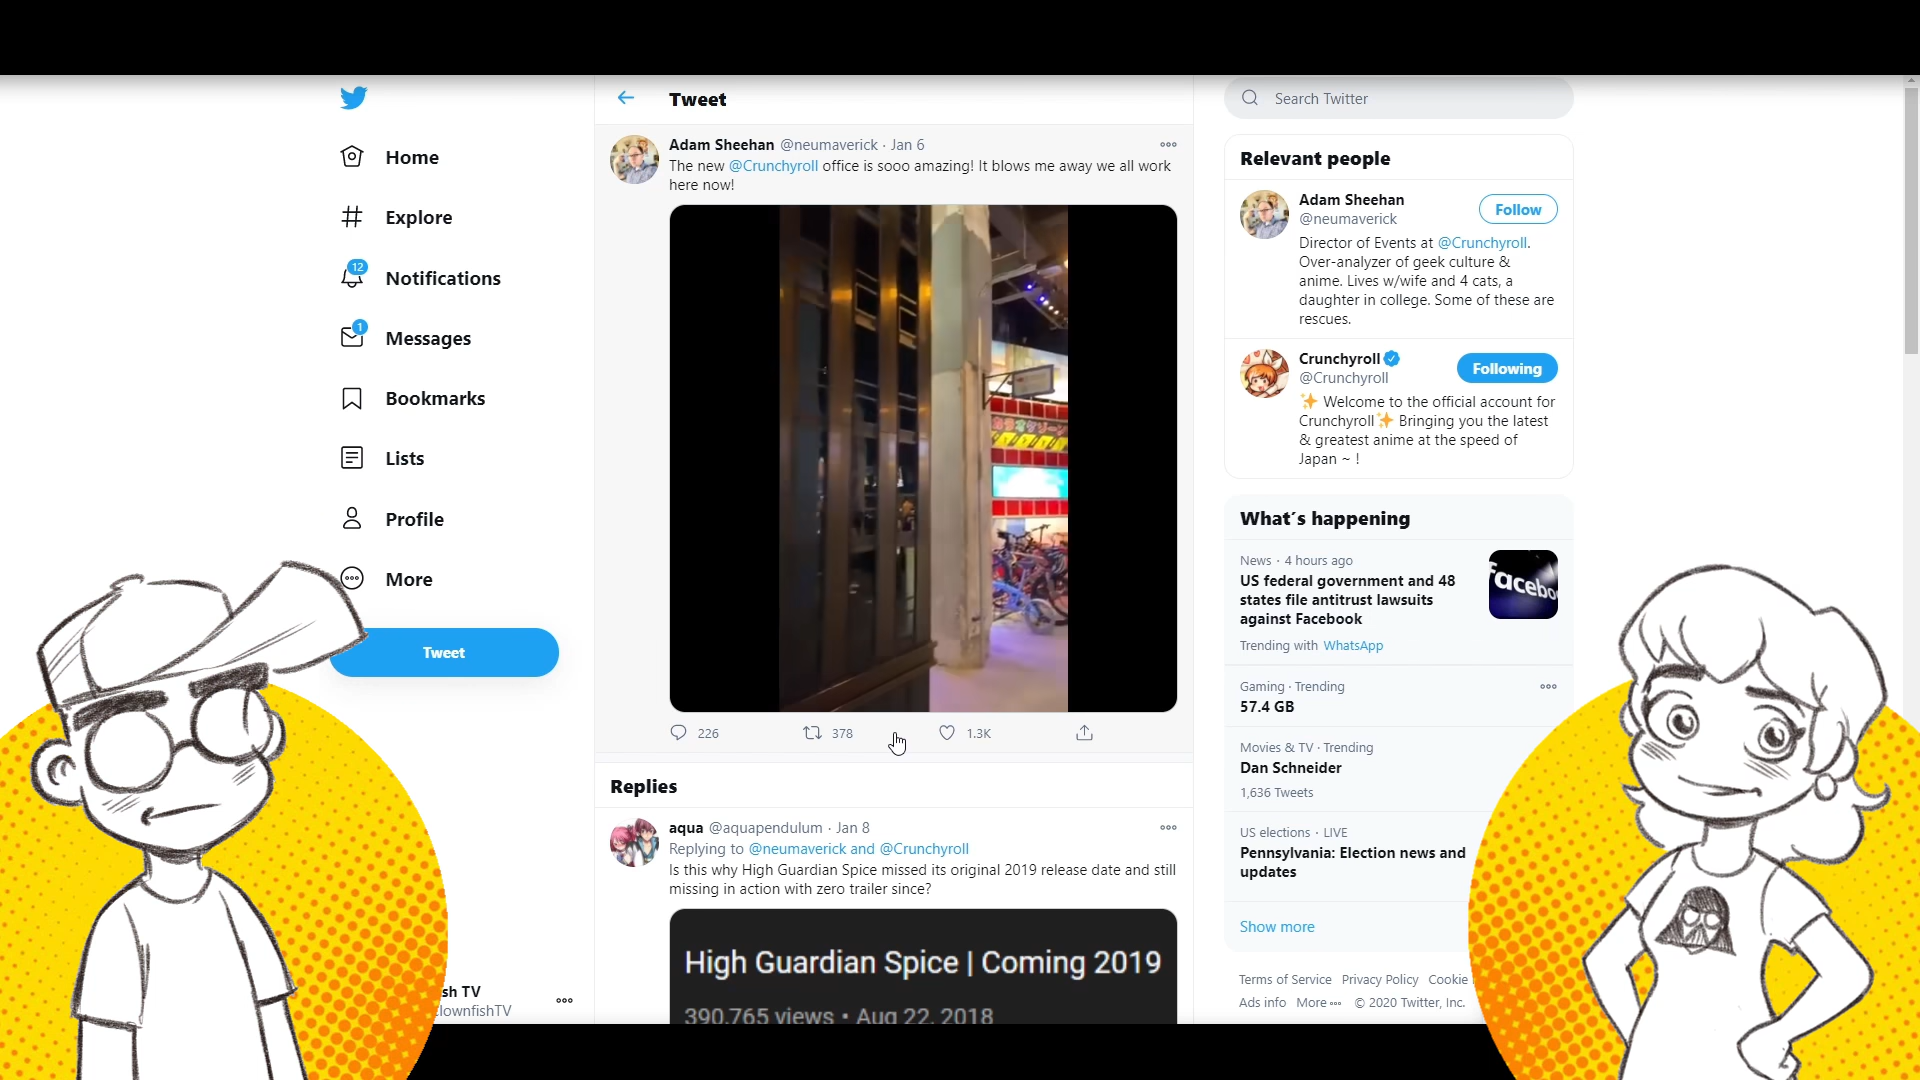 Home
Explore
12
Notifications
1
Messages
Bookmarks
Lists
Profile
More
Tweet
sh TV
lownfishTV
Tweet
Adam Sheehan @neumaverick · Jan 6
The new @Crunchyroll office is sooo amazing! It blows me away we all work
here now!
226
378
1.3K
Replies
aqua @aquapendulum · Jan 8
Replying to @neumaverick and @Crunchyroll
Is this why High Guardian Spice missed its original 2019 release date and still
missing in action with zero trailer since?
High Guardian Spice | Coming 2019
390,765 views • Aug 22, 2018
Search Twitter
Relevant people
Adam Sheehan
@neumaverick
Follow
Director of Events at @Crunchyroll.
Over-analyzer of geek culture &
anime. Lives w/wife and 4 cats, a
daughter in college. Some of these are
rescues.
Crunchyroll
@Crunchyroll
Following
✨ Welcome to the official account for
Crunchyroll✨ Bringing you the latest
& greatest anime at the speed of
Japan ~ !
What's happening
News · 4 hours ago
US federal government and 48
states file antitrust lawsuits
against Facebook
facebo
Trending with WhatsApp
Gaming · Trending
57.4 GB
Movies & TV · Trending
Dan Schneider
1,636 Tweets
US elections · LIVE
Pennsylvania: Election news and
updates
Show more
Terms of Service Privacy Policy Cookie
Ads info More © 2020 Twitter, Inc.